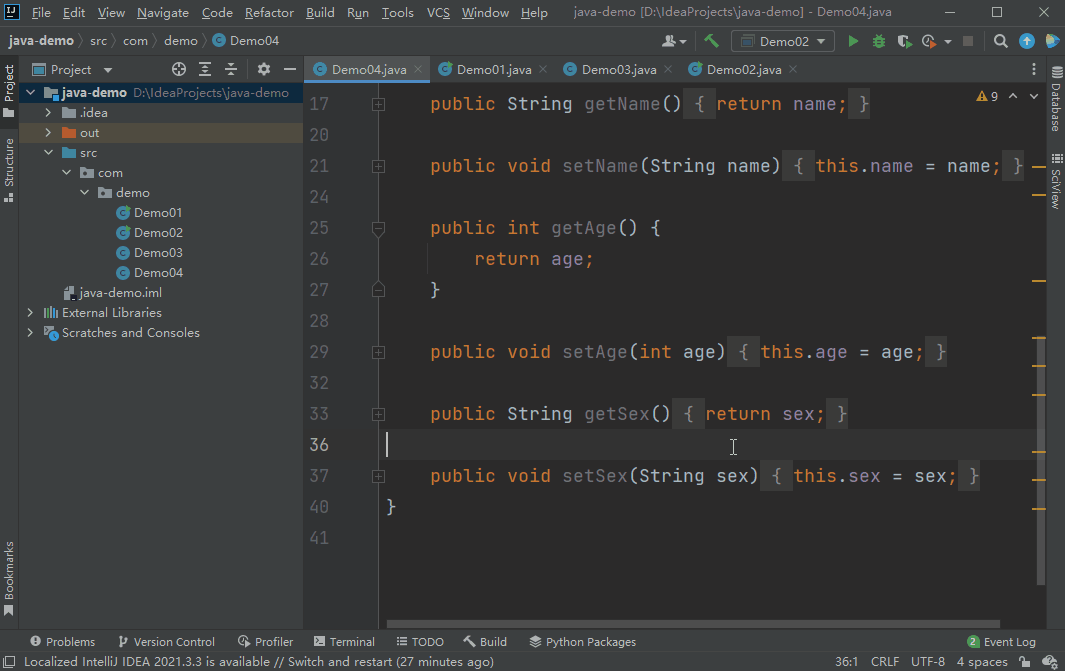 File Edit View Navigate Code Refactor Build Run Tools VCS Window Help java-demo [D:\IdeaProjects\java-demo] - Demo04.java
java-demo src com demo Demo04 Demo02
Project
Demo04.java Demo01.java Demo03.java Demo02.java
java-demo D:\IdeaProjects\java-demo
.idea
out
src
com
demo
Demo01
Demo02
Demo03
Demo04
java-demo.iml
External Libraries
Scratches and Consoles
17 public String getName() { return name; }
9
20
21 public void setName(String name) { this.name = name; }
24
25 public int getAge() {
26 return age;
27 }
28
29 public void setAge(int age) { this.age = age; }
32
33 public String getSex() { return sex; }
36
37 public void setSex(String sex) { this.sex = sex; }
40 }
41
Project
Structure
Bookmarks
Database
SciView
Problems Version Control Profiler Terminal TODO Build Python Packages 2 Event Log
Localized IntelliJ IDEA 2021.3.3 is available // Switch and restart (27 minutes ago) 36:1 CRLF UTF-8 4 spaces